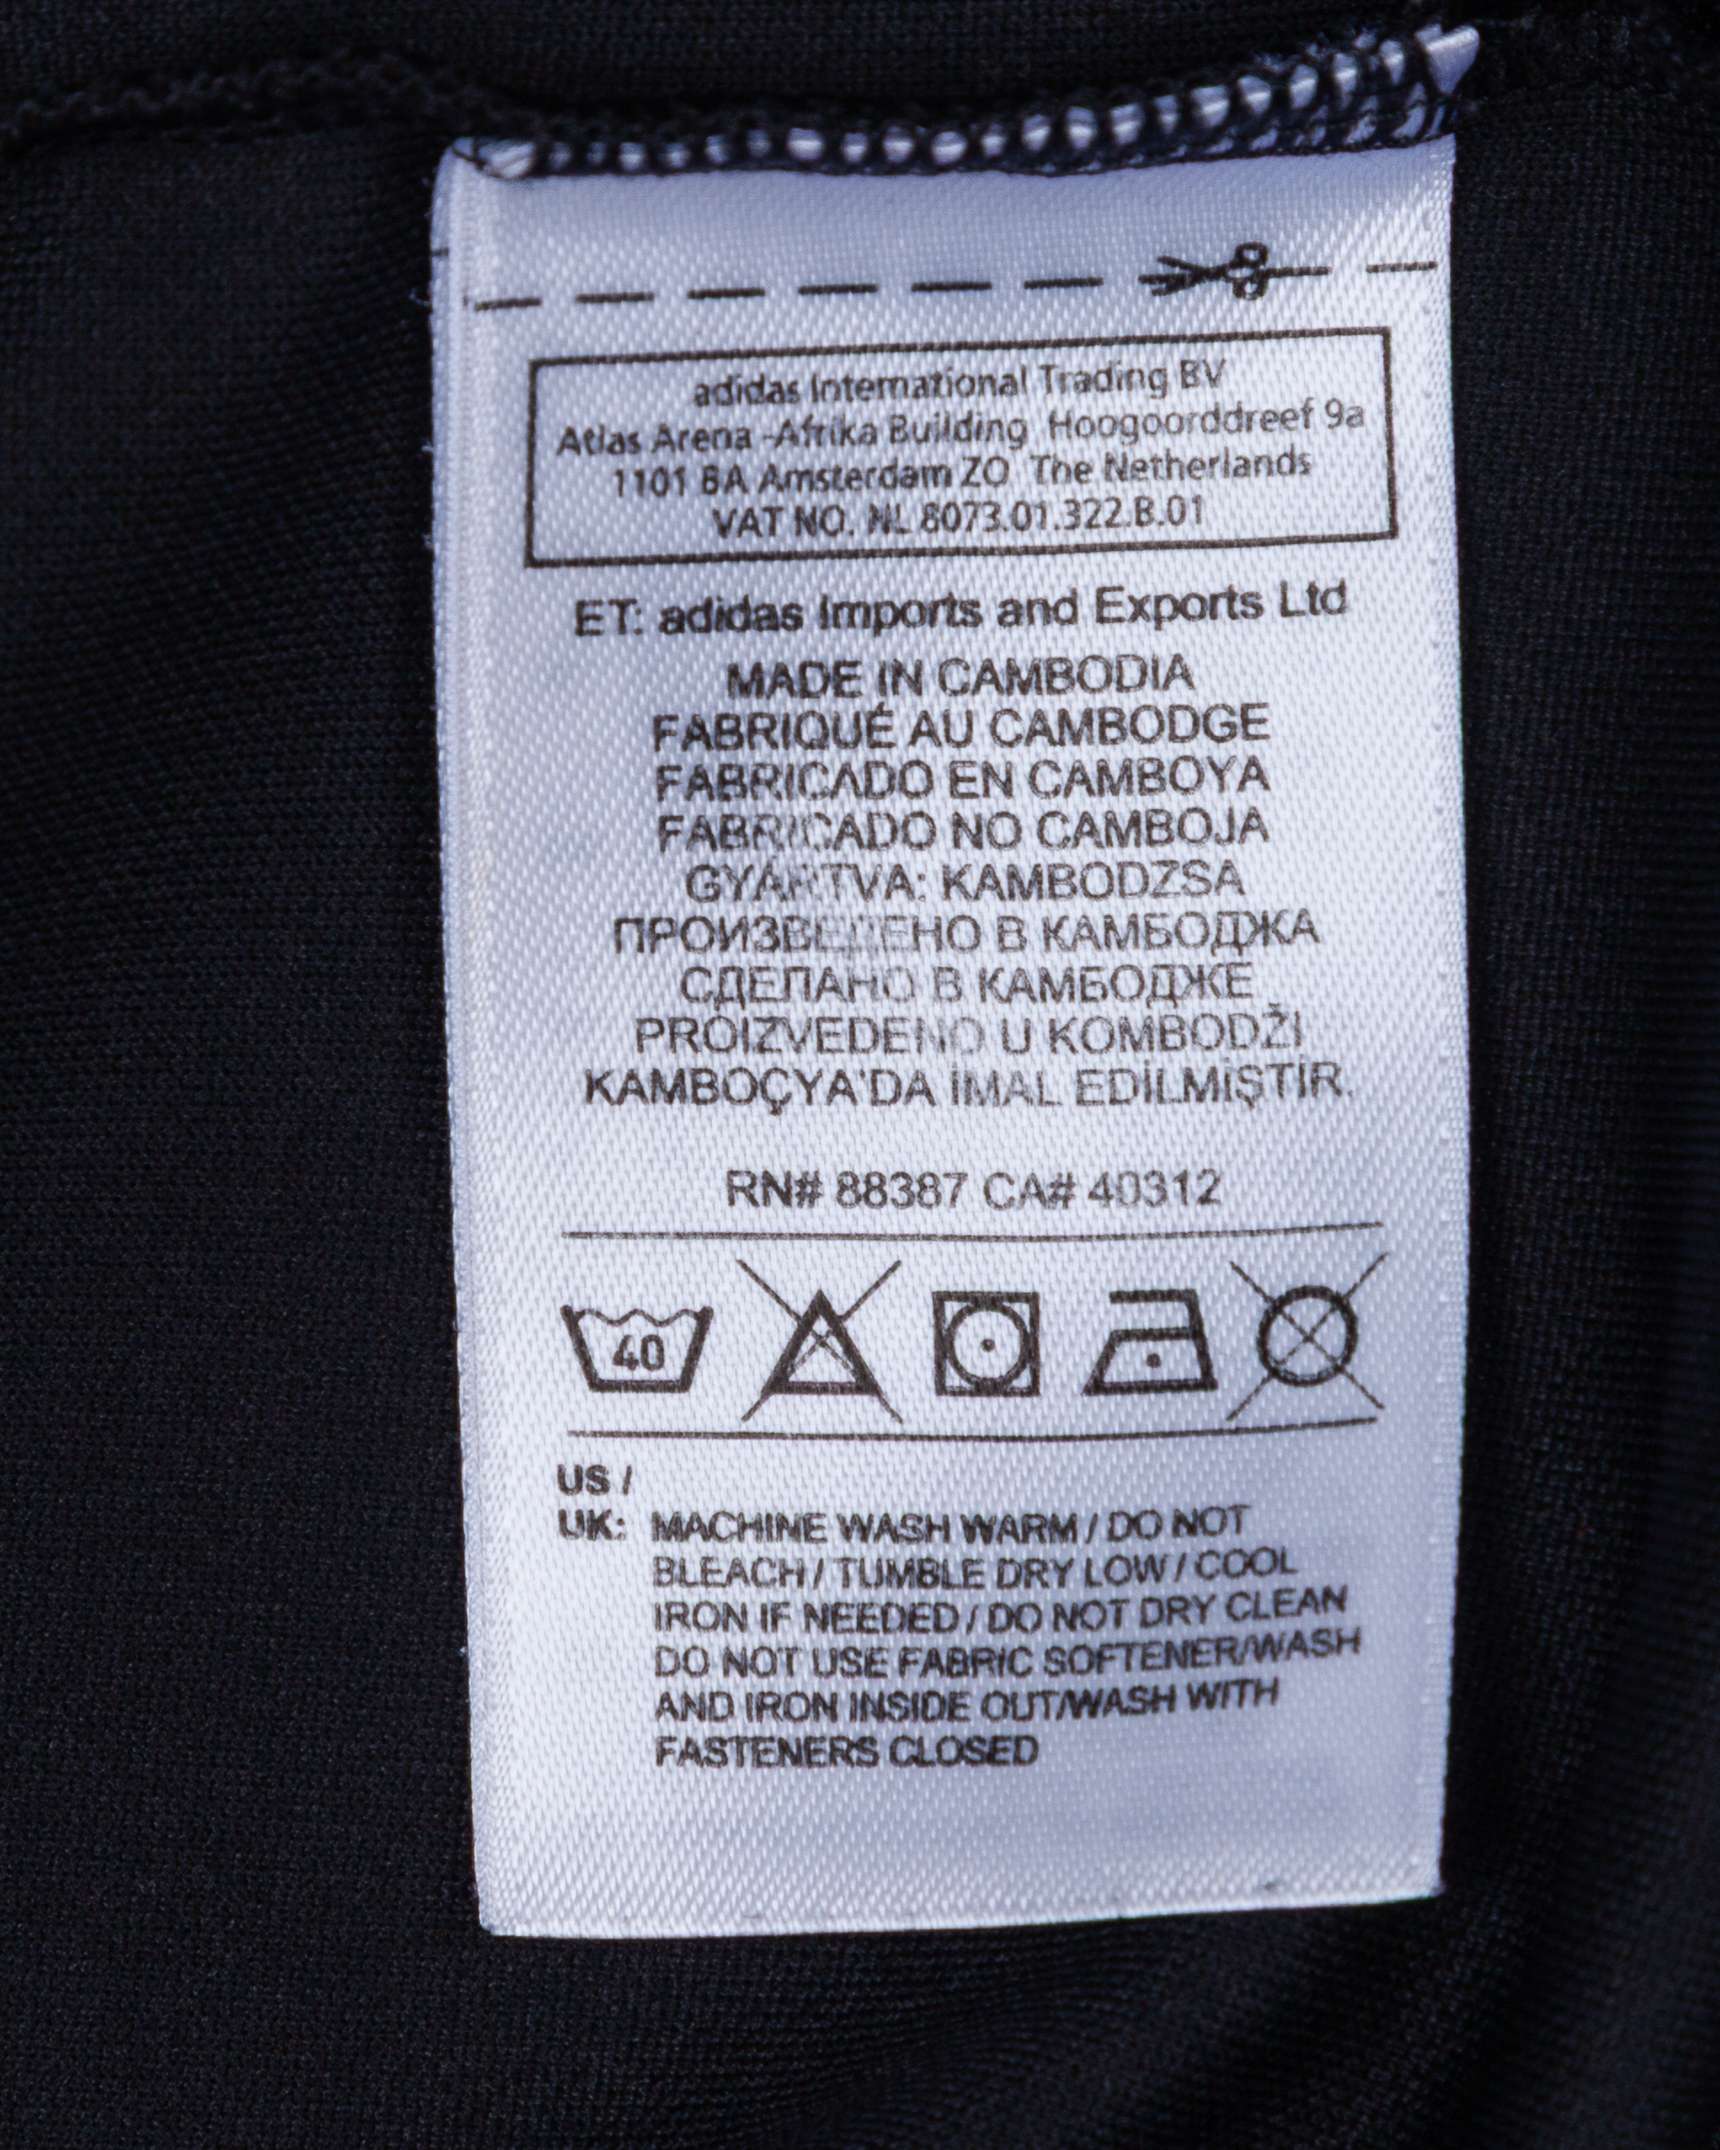 adidas International Trading BV
Atlas Arena -Afrika Building Hoogoorddreef 9a
1101 BA Amsterdam ZO The Netherlands
VAT NO. NL 8073.01.322.B.01
ET: adidas Imports and Exports Ltd
MADE IN CAMBODIA
FABRIQUÉ AU CAMBODGE
FABRICADO EN CAMBOYA
FABRICADO NO CAMBOJA
GYÁRTVA: KAMBODZSA
ПРОИЗВЕДЕНО В КАМБОДЖА
СДЕЛАНО В КАМБОДЖЕ
PROIZVEDENO U KOMBODŽI
KAMBOÇYA'DA İMAL EDİLMİŞTİR.
RN# 88387 CA# 40312
40
US /
UK: MACHINE WASH WARM / DO NOT
BLEACH / TUMBLE DRY LOW / COOL
IRON IF NEEDED / DO NOT DRY CLEAN
DO NOT USE FABRIC SOFTENER/WASH
AND IRON INSIDE OUT/WASH WITH
FASTENERS CLOSED